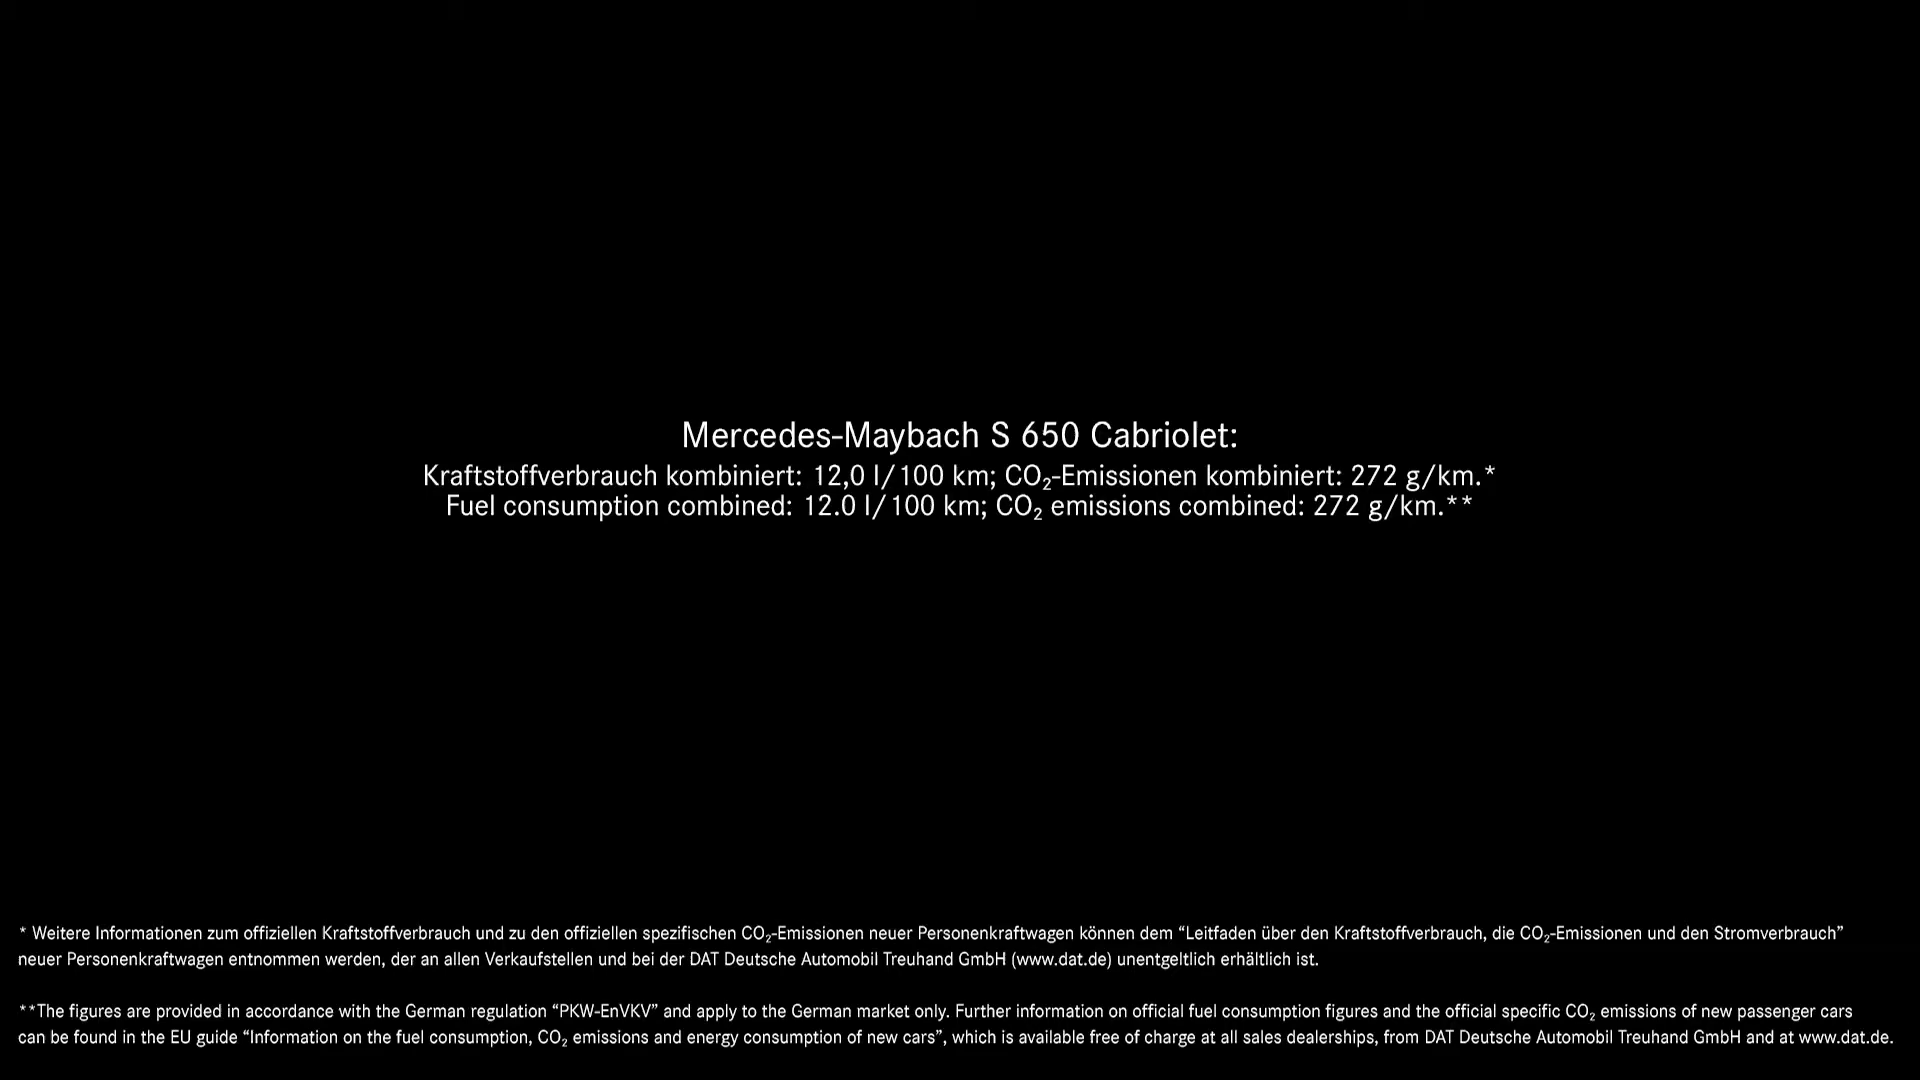 Mercedes-Maybach S 650 Cabriolet:
Kraftstoffverbrauch kombiniert: 12,0 l/100 km; CO₂-Emissionen kombiniert: 272 g/km.*
Fuel consumption combined: 12.0 l/100 km; CO₂ emissions combined: 272 g/km.**
* Weitere Informationen zum offiziellen Kraftstoffverbrauch und zu den offiziellen spezifischen CO₂-Emissionen neuer Personenkraftwagen können dem “Leitfaden über den Kraftstoffverbrauch, die CO₂-Emissionen und den Stromverbrauch”
neuer Personenkraftwagen entnommen werden, der an allen Verkaufstellen und bei der DAT Deutsche Automobil Treuhand GmbH (www.dat.de) unentgeltlich erhältlich ist.
**The figures are provided in accordance with the German regulation “PKW-EnVKV” and apply to the German market only. Further information on official fuel consumption figures and the official specific CO₂ emissions of new passenger cars
can be found in the EU guide “Information on the fuel consumption, CO₂ emissions and energy consumption of new cars”, which is available free of charge at all sales dealerships, from DAT Deutsche Automobil Treuhand GmbH and at www.dat.de.